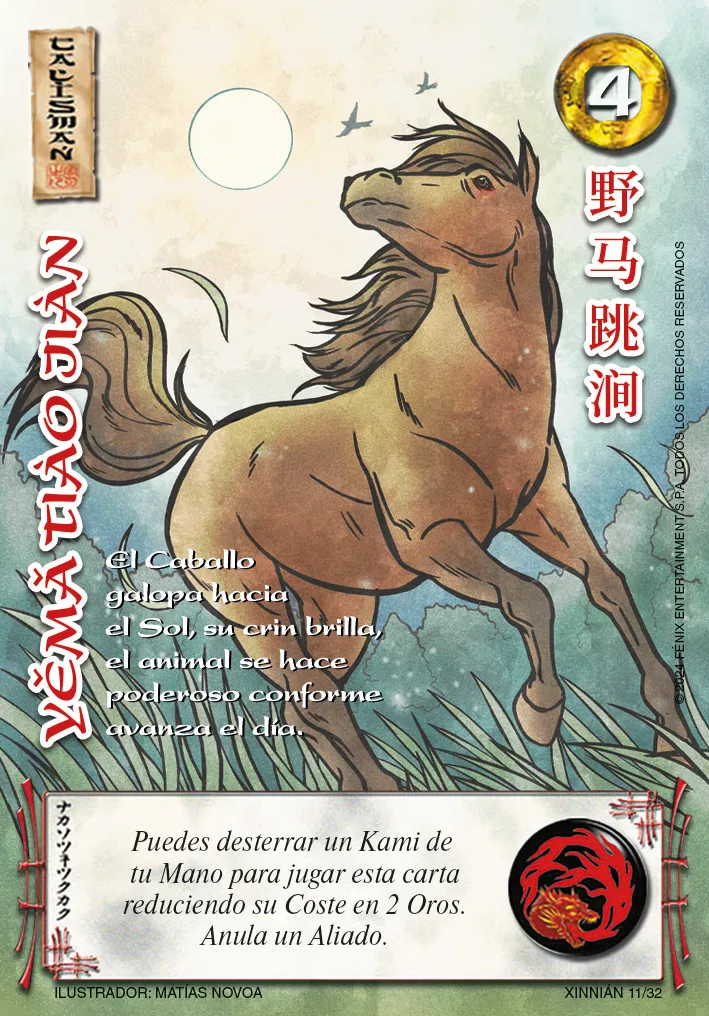 TALISMAN
4
野马跳涧
YĚMǍ TIÀO JIÀN
El Caballo
galopa hacia
el Sol, su crin brilla,
el animal se hace
poderoso conforme
avanza el día.
© 2024 FÉNIX ENTERTAINMENT S.P.A. TODOS LOS DERECHOS RESERVADOS
Puedes desterrar un Kami de
tu Mano para jugar esta carta
reduciendo su Coste en 2 Oros.
Anula un Aliado.
ILUSTRADOR: MATÍAS NOVOA
XINNIÁN 11/32